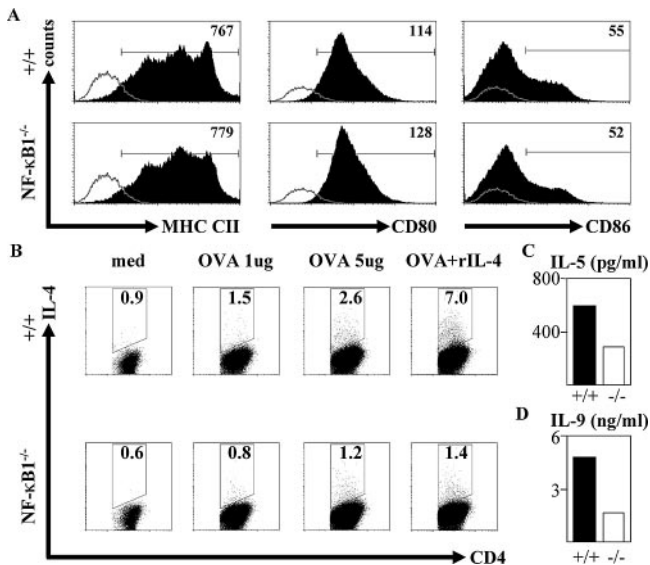 A
counts
+/+
767
114
55
NF-κB1-/-
779
128
52
MHC CII
CD80
CD86
B
med
OVA 1ug
OVA 5ug
OVA+rIL-4
IL-4
+/+
0.9
1.5
2.6
7.0
NF-κB1-/-
0.6
0.8
1.2
1.4
CD4
C
IL-5 (pg/ml)
800
400
+/+ -/-
D
IL-9 (ng/ml)
6
3
+/+ -/-